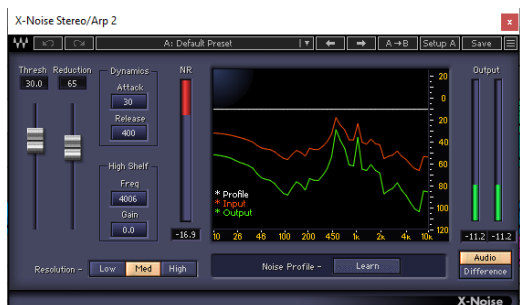 X-Noise Stereo/Arp 2
x
A: Default Preset
A→B
Setup A
Save
Thresh
Reduction
30.0
65
Dynamics
Attack
30
Release
400
High Shelf
Freq
4006
Gain
0.0
NR
-16.9
20
0
20
40
60
80
100
120
* Profile
* Input
* Output
10 26 46 100 200 450 1k 2k 4k 10k
Output
-11.2 -11.2
Resolution - Low Med High
Noise Profile - Learn
Audio
Difference
X-Noise